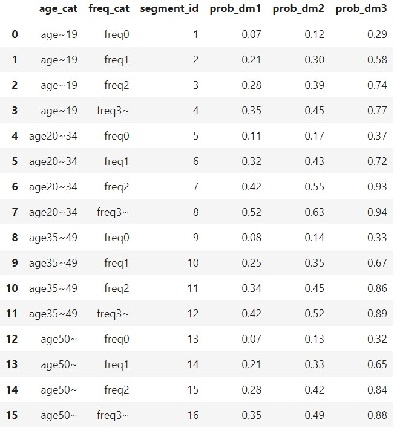 age_cat freq_cat segment_id prob_dm1 prob_dm2 prob_dm3
0 age~19 freq0 1 0.07 0.12 0.29
1 age~19 freq1 2 0.21 0.30 0.58
2 age~19 freq2 3 0.28 0.39 0.74
3 age~19 freq3~ 4 0.35 0.45 0.77
4 age20~34 freq0 5 0.11 0.17 0.37
5 age20~34 freq1 6 0.32 0.43 0.72
6 age20~34 freq2 7 0.42 0.55 0.93
7 age20~34 freq3~ 8 0.52 0.63 0.94
8 age35~49 freq0 9 0.08 0.14 0.33
9 age35~49 freq1 10 0.25 0.35 0.67
10 age35~49 freq2 11 0.34 0.45 0.86
11 age35~49 freq3~ 12 0.42 0.52 0.89
12 age50~ freq0 13 0.07 0.13 0.32
13 age50~ freq1 14 0.21 0.33 0.65
14 age50~ freq2 15 0.28 0.42 0.84
15 age50~ freq3~ 16 0.35 0.49 0.88